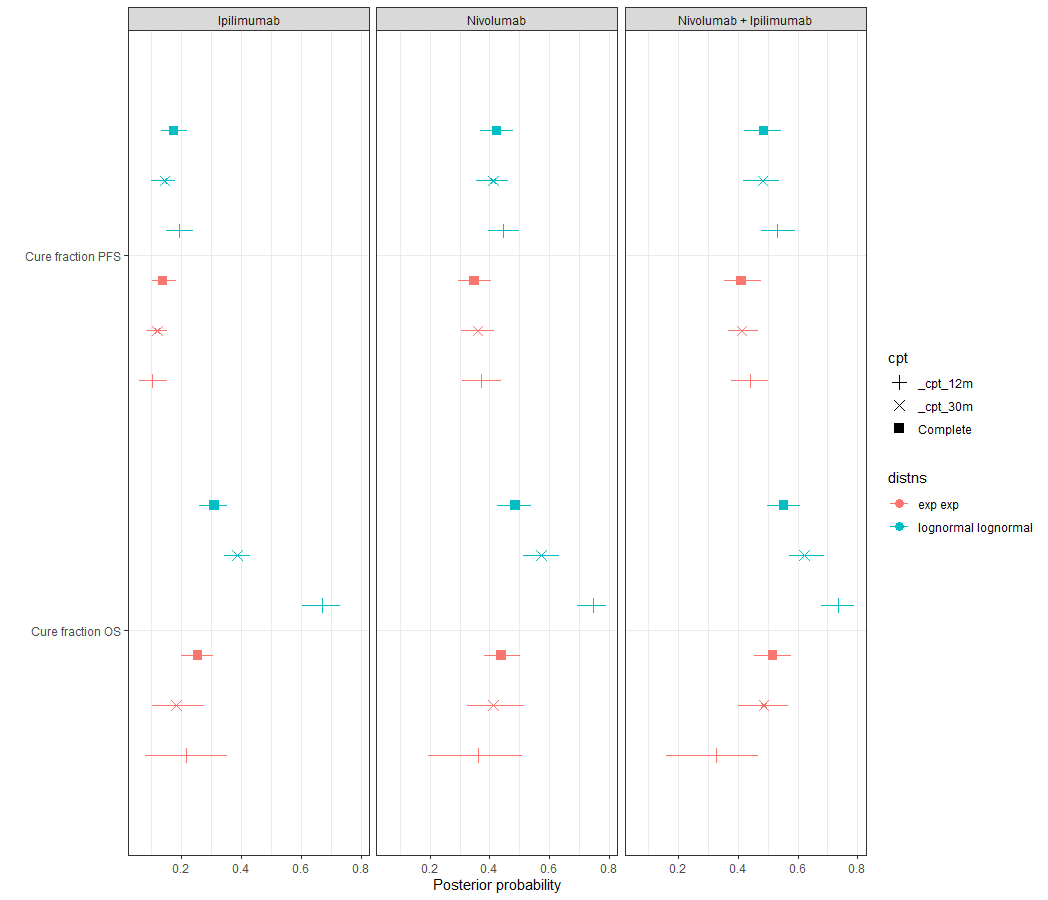 Ipilimumab
Nivolumab
Nivolumab + Ipilimumab
Cure fraction PFS
Cure fraction OS
cpt
_cpt_12m
_cpt_30m
Complete
distns
exp exp
lognormal lognormal
0.2 0.4 0.6 0.8
0.2 0.4 0.6 0.8
0.2 0.4 0.6 0.8
Posterior probability